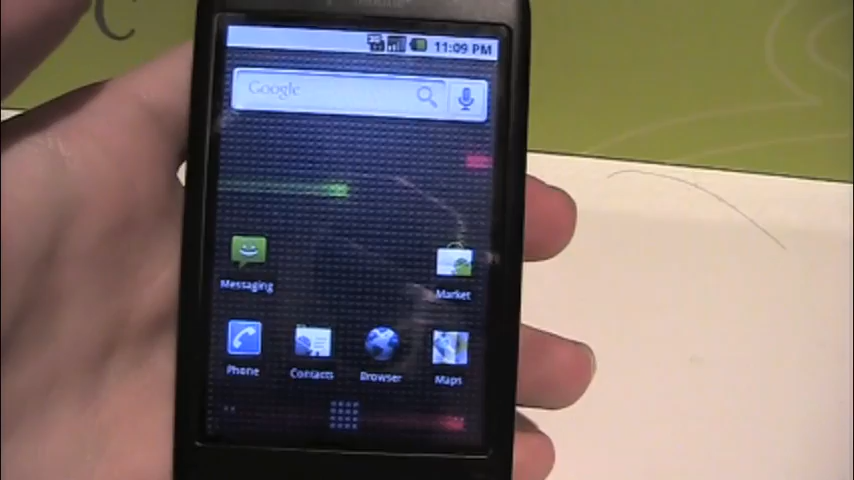 11:09 PM
Google
Messaging
Market
Phone
Contacts
Browser
Maps